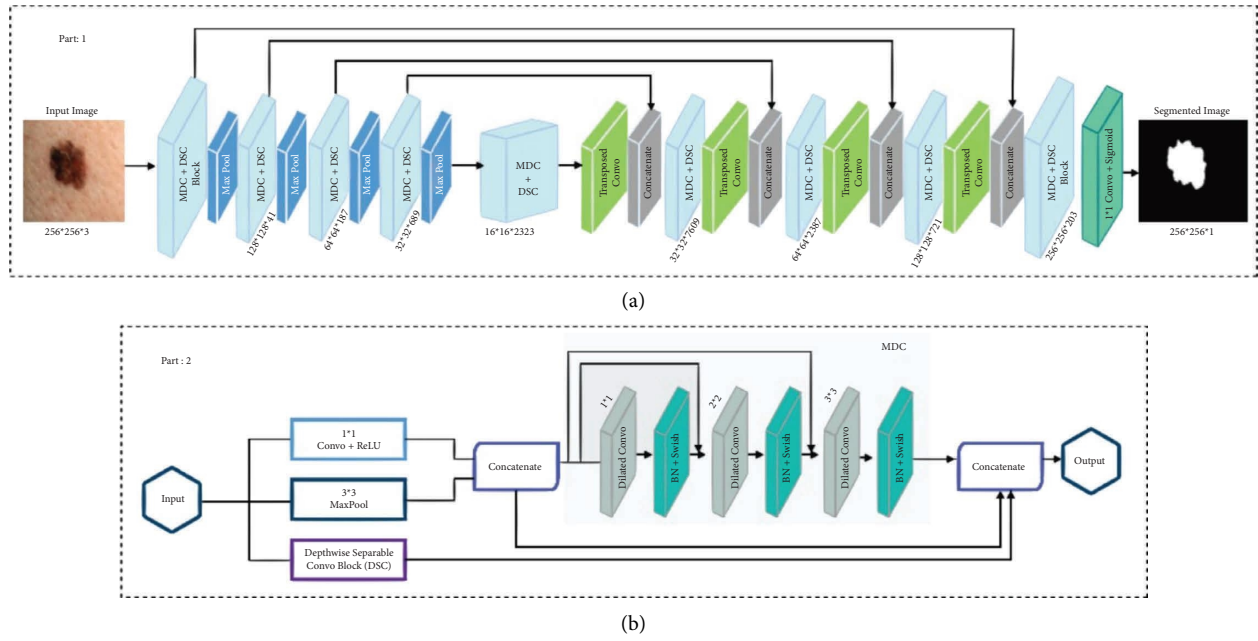 Part: 1
Input Image
256*256*3
MDC + DSC
Block
Max Pool
128*128*41
MDC + DSC
Max Pool
64*64*187
MDC + DSC
Max Pool
32*32*689
MDC + DSC
Max Pool
MDC
+
DSC
16*16*2323
Transposed
Convo
Concatenate
32*32*7609
MDC + DSC
Transposed
Convo
Concatenate
64*64*2387
MDC + DSC
Transposed
Convo
Concatenate
128*128*721
MDC + DSC
Transposed
Convo
Concatenate
256*256*203
MDC + DSC
Block
1*1 Convo + Sigmoid
Segmented Image
256*256*1
(a)
Part : 2
MDC
Input
1*1
Convo + ReLU
3*3
MaxPool
Depthwise Separable
Convo Block (DSC)
Concatenate
1*1
Dilated Convo
BN + Swish
2*2
Dilated Convo
BN + Swish
3*3
Dilated Convo
BN + Swish
Concatenate
Output
(b)